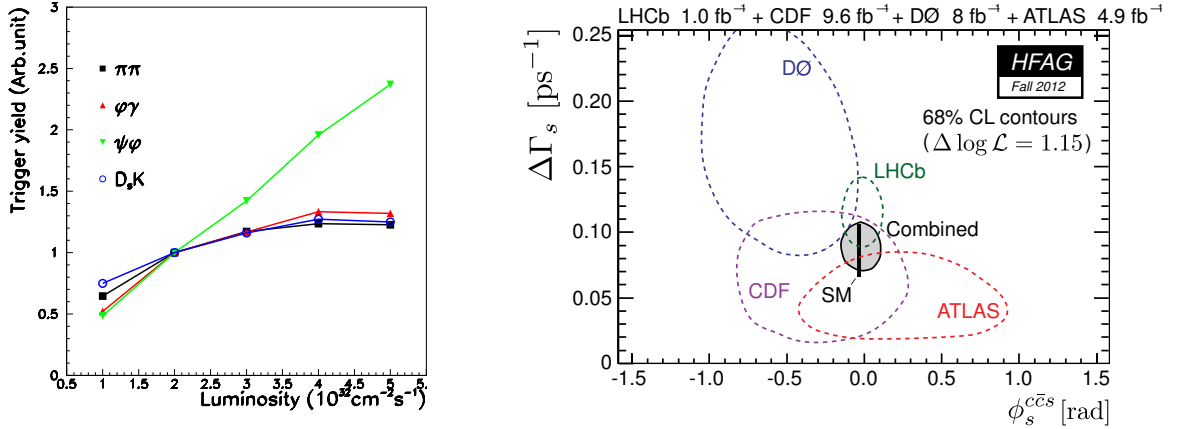 Trigger yield (Arb.unit)
3
2.5
2
1.5
1
0.5
0
ππ
φγ
ψφ
DₛK
0.5 1 1.5 2 2.5 3 3.5 4 4.5 5 5.
Luminosity (10³²cm⁻²s⁻¹)
LHCb 1.0 fb⁻¹ + CDF 9.6 fb⁻¹ + DØ 8 fb⁻¹ + ATLAS 4.9 fb⁻¹
ΔΓₛ [ps⁻¹]
0.25
0.20
0.15
0.10
0.05
0
DØ
HFAG
Fall 2012
68% CL contours
(Δ log ℒ = 1.15)
LHCb
Combined
CDF
SM
ATLAS
-1.5 -1.0 -0.5 0.0 0.5 1.0 1.5
ϕₛᶜᶜ̄ˢ [rad]